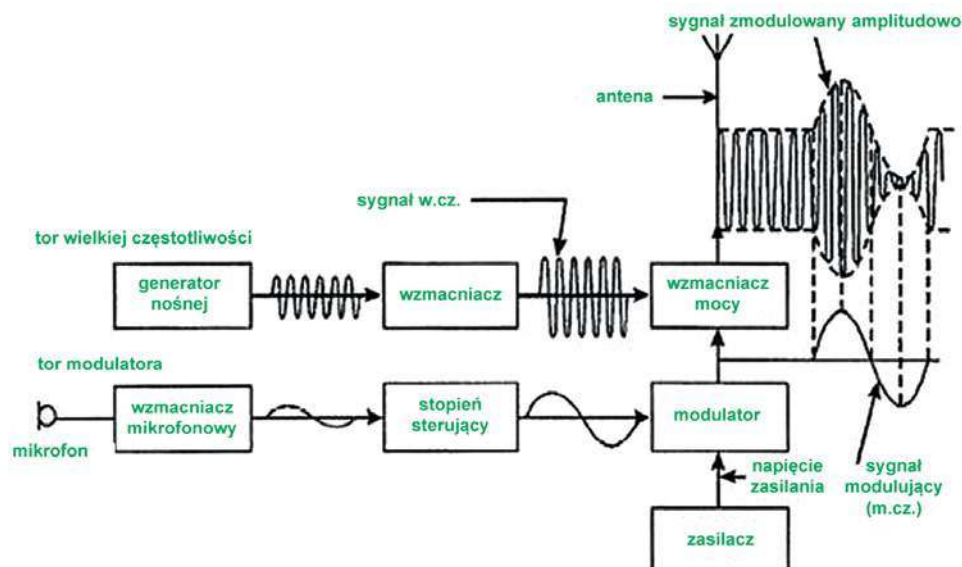 sygnał zmodulowany amplitudowo
antena
sygnał w.cz.
tor wielkiej częstotliwości
generator
nośnej
wzmacniacz
wzmacniacz
mocy
tor modulatora
mikrofon
wzmacniacz
mikrofonowy
stopień
sterujący
modulator
napięcie
zasilania
sygnał
modulujący
(m.cz.)
zasilacz